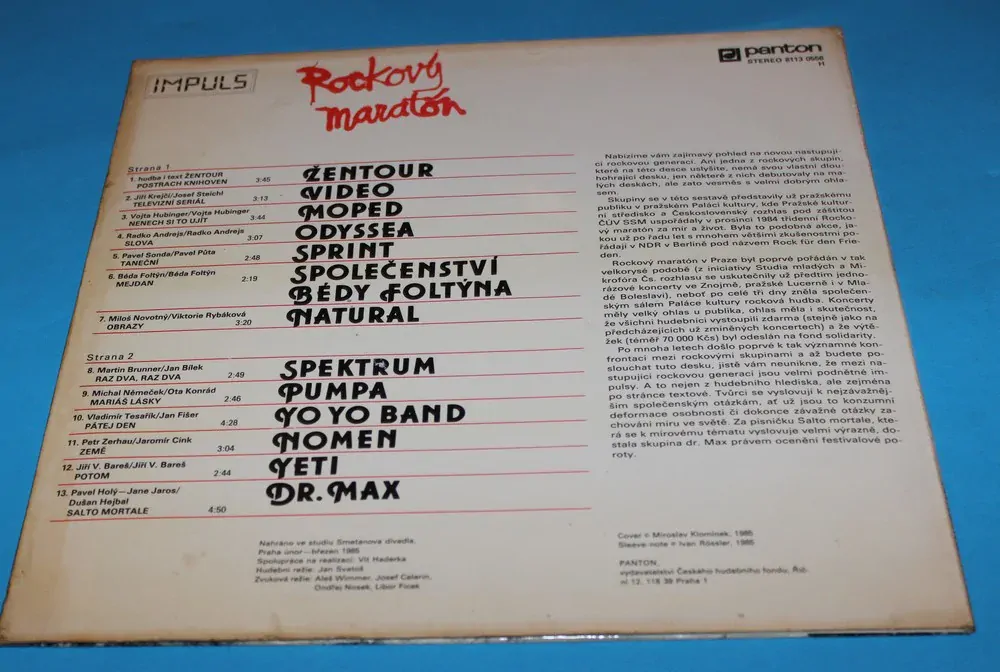 IMPULS
Rockový
maratón
panton
STEREO 8113 0556
H
Strana 1
1. hudba i text ŽENTOUR
POSTRACH KNIHOVEN 3:45
ŽENTOUR
2. Jiří Krejčí/Josef Steichl
TELEVIZNÍ SERIÁL 3:13
VIDEO
3. Vojta Hubinger/Vojta Hubinger
NENECH SI TO UJÍT 3:44
MOPED
4. Radko Andrejs/Radko Andrejs
SLOVA 3:07
ODYSSEA
5. Pavel Sonda/Pavel Půta
TANEČNÍ 2:48
SPRINT
6. Béda Foltýn/Béda Foltýn
MEJDAN 2:19
SPOLEČENSTVÍ
BÉDY FOLTÝNA
7. Miloš Novotný/Viktorie Rybáková
OBRAZY 3:20
NATURAL
Strana 2
8. Martin Brunner/Jan Bílek
RAZ DVA, RAZ DVA 2:49
SPEKTRUM
9. Michal Němeček/Ota Konrád
MARIÁŠ LÁSKY 2:46
PUMPA
10. Vladimír Tesařík/Jan Fišer
PÁTEJ DEN 4:28
YO YO BAND
11. Petr Zerhau/Jaromír Cink
ZEMĚ 3:04
NOMEN
12. Jiří V. Bareš/Jiří V. Bareš
POTOM 2:44
YETI
13. Pavel Holý—Jane Jaros/
Dušan Hejbal
SALTO MORTALE 4:50
DR. MAX
Nabízíme vám zajímavý pohled na novou nastupují-
cí rockovou generaci. Ani jedna z rockových skupin,
které na této desce uslyšíte, nemá svou vlastní dlou-
hohrající desku, jen některé z nich debutovaly na ma-
lých deskách, ale zato vesměs s velmi dobrým ohla-
sem.
Skupiny se v této sestavě představily už pražskému
publiku v pražském Paláci kultury, kde Pražské kultur-
ní středisko a Československý rozhlas pod záštitou
ČÚV SSM uspořádaly v prosinci 1984 třídenní Rocko-
vý maratón za mír a život. Byla to podobná akce, ja-
kou už po řadu let s mnohem většími zkušenostmi po-
řádají v NDR v Berlíně pod názvem Rock für den Frie-
den.
Rockový maratón v Praze byl poprvé pořádán v tak
velkorysé podobě (z iniciativy Studia mladých a Mi-
krofóra Čs. rozhlasu se uskutečnily už předtím jedno-
rázové koncerty ve Znojmě, pražské Lucerně i v Mla-
dé Boleslavi), neboť po celé tři dny zněla společen-
ským sálem Paláce kultury rocková hudba. Koncerty
měly velký ohlas u publika, ohlas měla i skutečnost,
že všichni hudebníci vystoupili zdarma (stejně jako na
předcházejících už zmíněných koncertech) a že výtě-
žek (téměř 70 000 Kčs) byl odeslán na fond solidarity.
Po mnoha letech došlo poprvé k tak významné kon-
frontaci mezi rockovými skupinami a až budete po-
slouchat tuto desku, jistě vám neunikne, že mezi na-
stupující rockovou generací jsou velmi podnětné im-
pulsy. A to nejen z hudebního hlediska, ale zejména
po stránce textové. Tvůrci se vyslovují k nejzávažněj-
ším společenským otázkám, ať už jsou to konzumní
deformace osobnosti či dokonce závažné otázky za-
chování míru ve světě. Za písničku Salto mortale, kte-
rá se k mírovému tématu vyslovuje velmi výrazně, do-
stala skupina dr. Max právem ocenění festivalové po-
roty.
Nahráno ve studiu Smetanova divadla,
Praha únor—březen 1985
Spolupráce na realizaci: Vít Haderka
Hudební režie: Jan Svatoš
Zvuková režie: Aleš Wimmer, Josef Celerin,
Ondřej Nosek, Libor Ficek
Cover © Miroslav Klomínek, 1985
Sleeve note © Ivan Rössler, 1985
PANTON,
vydavatelství Českého hudebního fondu, Říč-
ní 12, 118 39 Praha 1